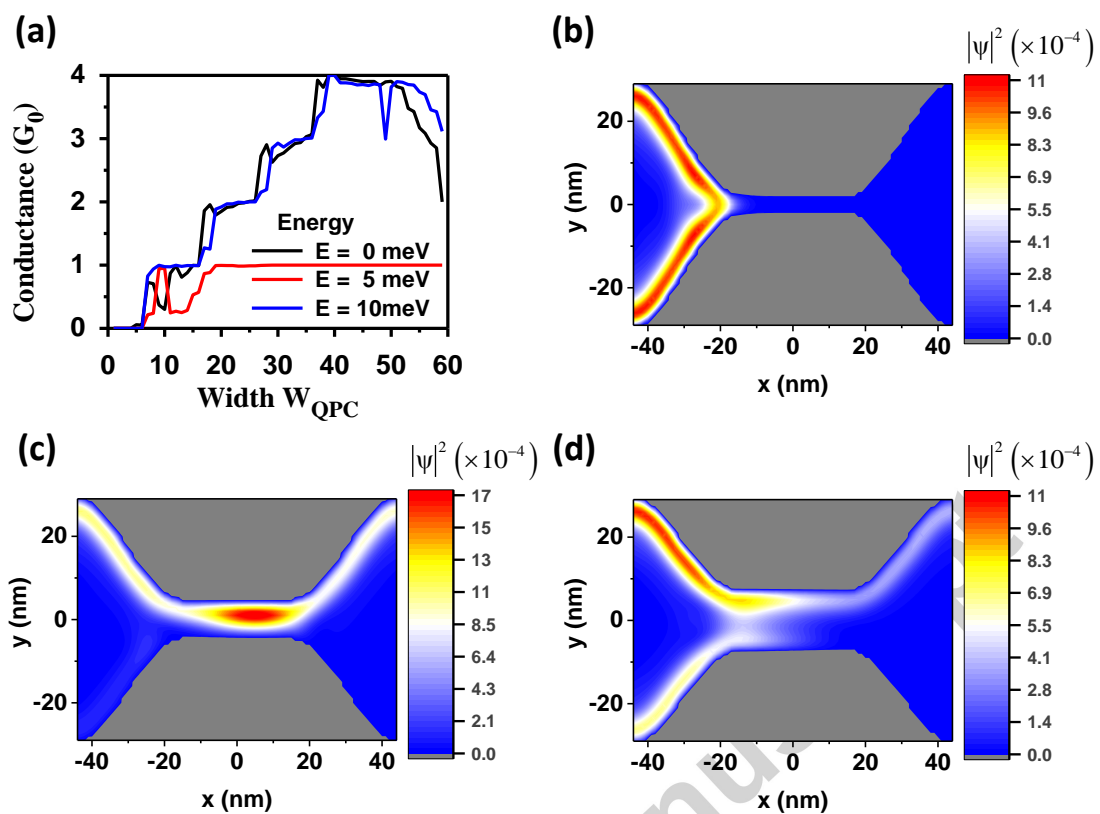 (a)
Conductance (G0)
4
3
2
1
0
Energy
E = 0 meV
E = 5 meV
E = 10meV
0 10 20 30 40 50 60
Width WQPC
(b)
|ψ|² (×10⁻⁴)
y (nm)
20
0
-20
-40 -20 0 20 40
x (nm)
11
9.6
8.3
6.9
5.5
4.1
2.8
1.4
0.0
(c)
|ψ|² (×10⁻⁴)
y (nm)
20
0
-20
-40 -20 0 20 40
x (nm)
17
15
13
11
8.5
6.4
4.3
2.1
0.0
(d)
|ψ|² (×10⁻⁴)
y (nm)
20
0
-20
-40 -20 0 20 40
x (nm)
11
9.6
8.3
6.9
5.5
4.1
2.8
1.4
0.0